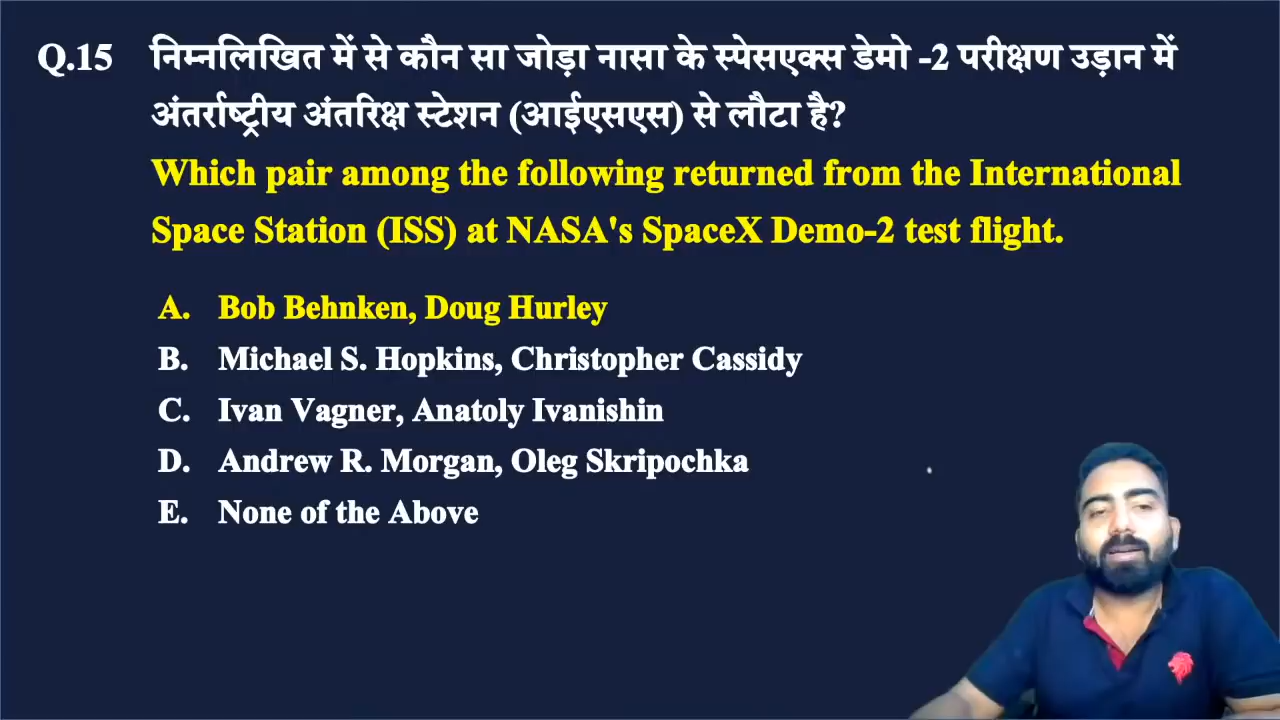 Q.15 निम्नलिखित में से कौन सा जोड़ा नासा के स्पेसएक्स डेमो -2 परीक्षण उड़ान में
अंतर्राष्ट्रीय अंतरिक्ष स्टेशन (आईएसएस) से लौटा है?
Which pair among the following returned from the International
Space Station (ISS) at NASA's SpaceX Demo-2 test flight.
A. Bob Behnken, Doug Hurley
B. Michael S. Hopkins, Christopher Cassidy
C. Ivan Vagner, Anatoly Ivanishin
D. Andrew R. Morgan, Oleg Skripochka
E. None of the Above